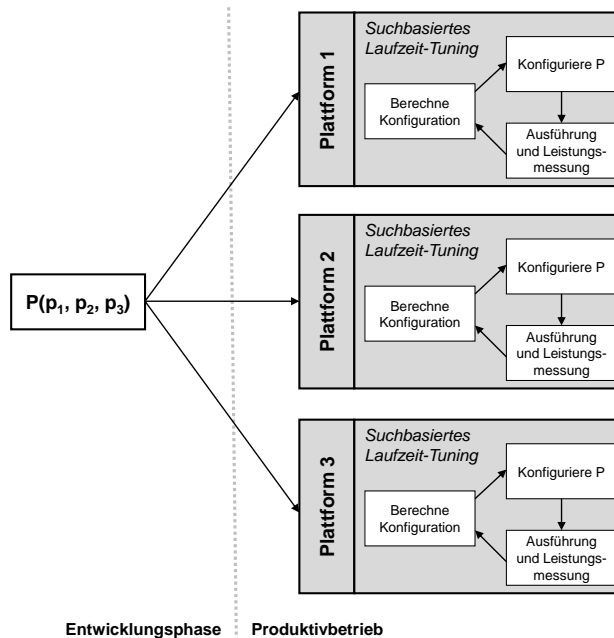 Plattform 1
Suchbasiertes
Laufzeit-Tuning
Konfiguriere P
Berechne
Konfiguration
Ausführung
und Leistungs-
messung
P(p₁, p₂, p₃)
Plattform 2
Suchbasiertes
Laufzeit-Tuning
Konfiguriere P
Berechne
Konfiguration
Ausführung
und Leistungs-
messung
Plattform 3
Suchbasiertes
Laufzeit-Tuning
Konfiguriere P
Berechne
Konfiguration
Ausführung
und Leistungs-
messung
Entwicklungsphase
Produktivbetrieb